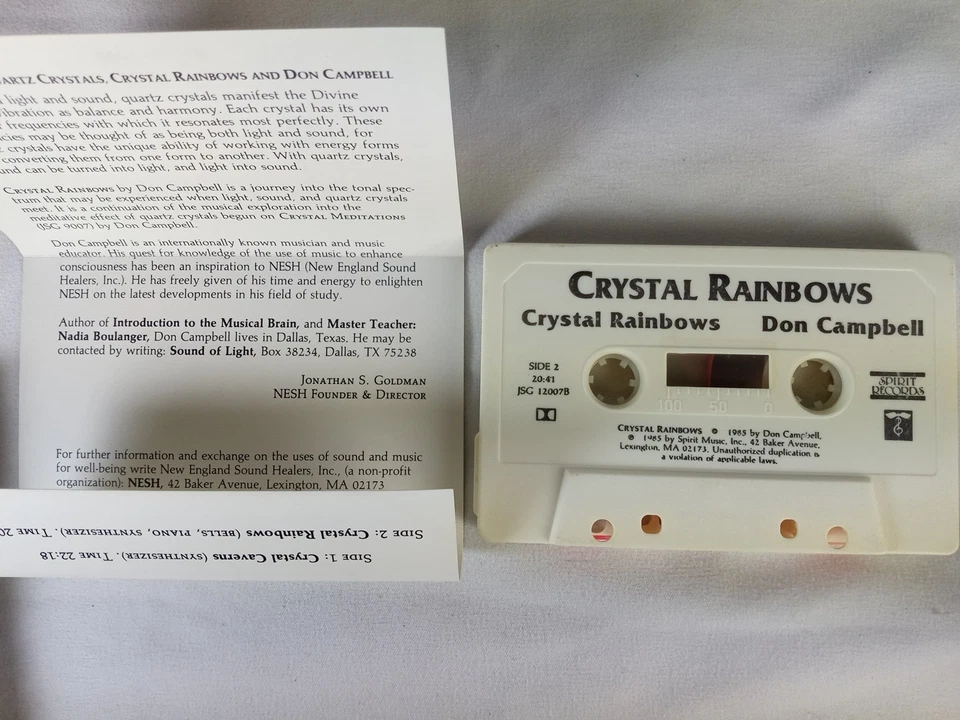 ARTZ CRYSTALS, CRYSTAL RAINBOWS AND DON CAMPBELL
light and sound, quartz crystals manifest the Divine
ibration as balance and harmony. Each crystal has its own
frequencies with which it resonates most perfectly. These
cies may be thought of as being both light and sound, for
crystals have the unique ability of working with energy forms
converting them from one form to another. With quartz crystals,
und can be turned into light, and light into sound.
CRYSTAL RAINBOWS by Don Campbell is a journey into the tonal spec-
trum that may be experienced when light, sound, and quartz crystals
meet. It is a continuation of the musical exploration into the
meditative effect of quartz crystals begun on CRYSTAL MEDITATIONS
(JSG 9007) by Don Campbell.
Don Campbell is an internationally known musician and music
educator. His quest for knowledge of the use of music to enhance
consciousness has been an inspiration to NESH (New England Sound
Healers, Inc.). He has freely given of his time and energy to enlighten
NESH on the latest developments in his field of study.
Author of Introduction to the Musical Brain, and Master Teacher:
Nadia Boulanger, Don Campbell lives in Dallas, Texas. He may be
contacted by writing: Sound of Light, Box 38234, Dallas, TX 75238
JONATHAN S. GOLDMAN
NESH FOUNDER & DIRECTOR
For further information and exchange on the uses of sound and music
for well-being write New England Sound Healers, Inc., (a non-profit
organization): NESH, 42 Baker Avenue, Lexington, MA 02173
SIDE 1: Crystal Caverns (SYNTHESIZER). TIME 22:18
SIDE 2: Crystal Rainbows (BELLS, PIANO, SYNTHESIZER). TIME 20
CRYSTAL RAINBOWS
Crystal Rainbows Don Campbell
SIDE 2
20:41
JSG 12007B
100 50 0
SPIRIT
RECORDS
CRYSTAL RAINBOWS © 1985 by Don Campbell,
℗ 1985 by Spirit Music, Inc., 42 Baker Avenue,
Lexington, MA 02173. Unauthorized duplication is
a violation of applicable laws.